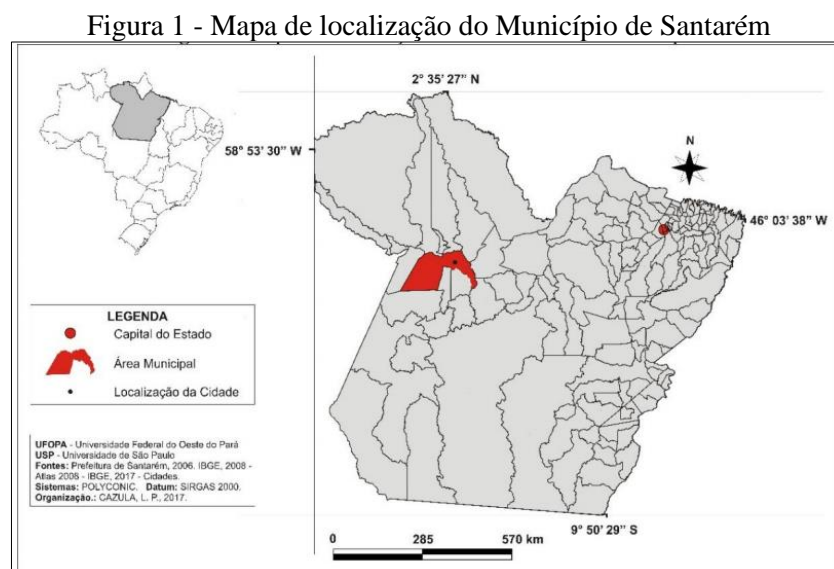 Figura 1 - Mapa de localização do Município de Santarém
2° 35' 27" N
58° 53' 30" W
N
46° 03' 38" W
LEGENDA
Capital do Estado
Área Municipal
Localização da Cidade
UFOPA - Universidade Federal do Oeste do Pará
USP - Universidade de São Paulo
Fontes: Prefeitura de Santarém, 2006. IBGE, 2008 -
Atlas 2008 - IBGE, 2017 - Cidades.
Sistemas: POLYCONIC. Datum: SIRGAS 2000.
Organização.: CAZULA, L. P., 2017.
9° 50' 29" S
0 285 570 km